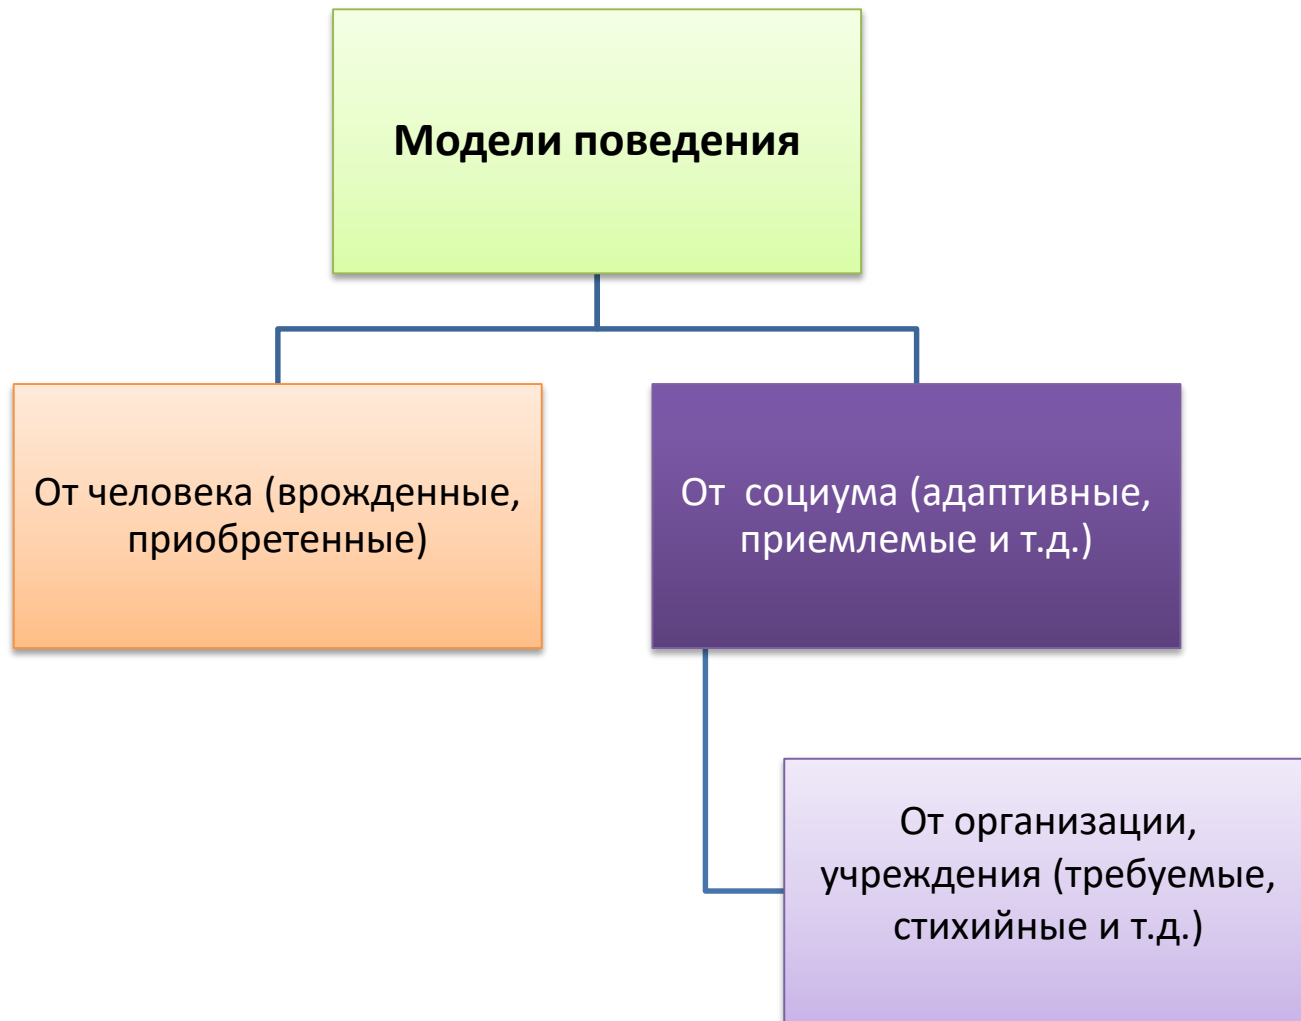 Модели поведения
От человека (врожденные,
приобретенные)
От социума (адаптивные,
приемлемые и т.д.)
От организации,
учреждения (требуемые,
стихийные и т.д.)